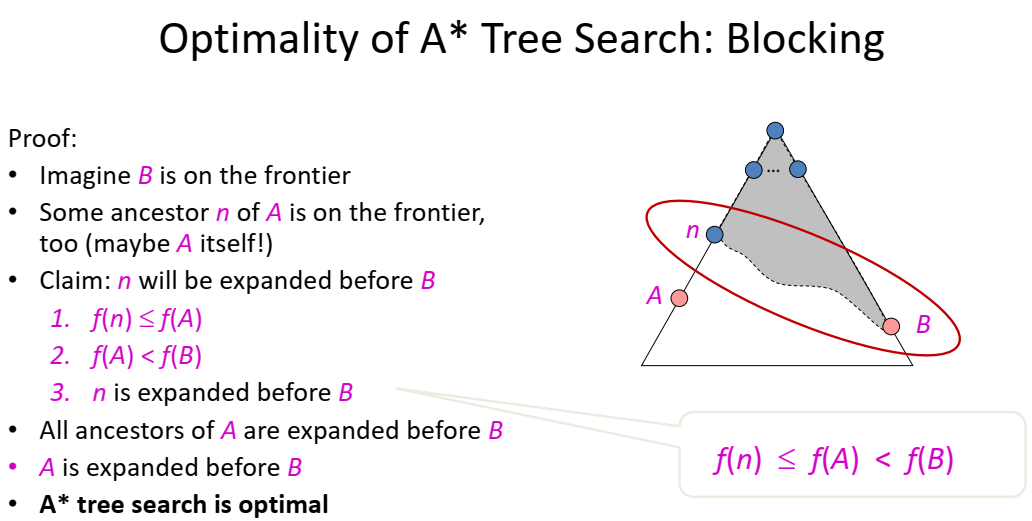 Optimality of A* Tree Search: Blocking
Proof:
• Imagine B is on the frontier
• Some ancestor n of A is on the frontier,
too (maybe A itself!)
• Claim: n will be expanded before B
1. f(n) ≤ f(A)
2. f(A) < f(B)
3. n is expanded before B
• All ancestors of A are expanded before B
• A is expanded before B
• A* tree search is optimal
...
n
A
B
f(n) ≤ f(A) < f(B)